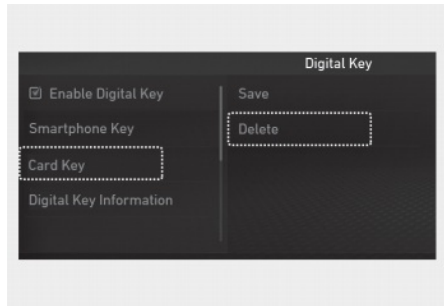 Digital Key
Enable Digital Key
Save
Smartphone Key
Delete
Card Key
Digital Key Information